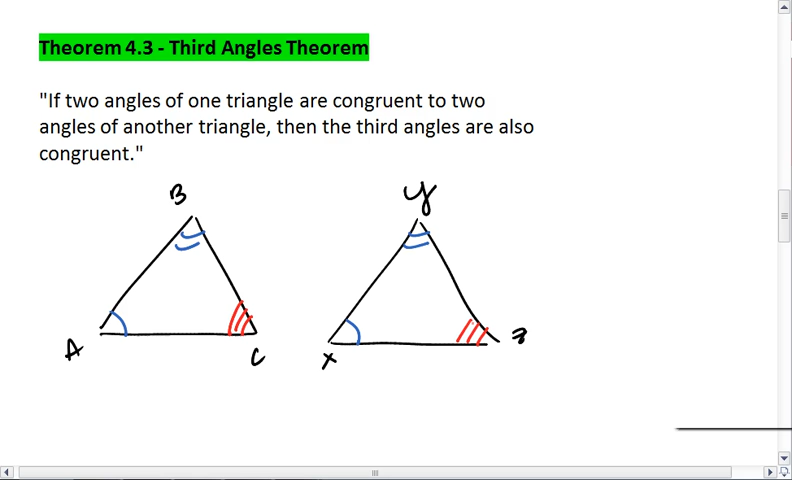 Theorem 4.3 - Third Angles Theorem
"If two angles of one triangle are congruent to two
angles of another triangle, then the third angles are also
congruent."
B
y
A
C
x
z